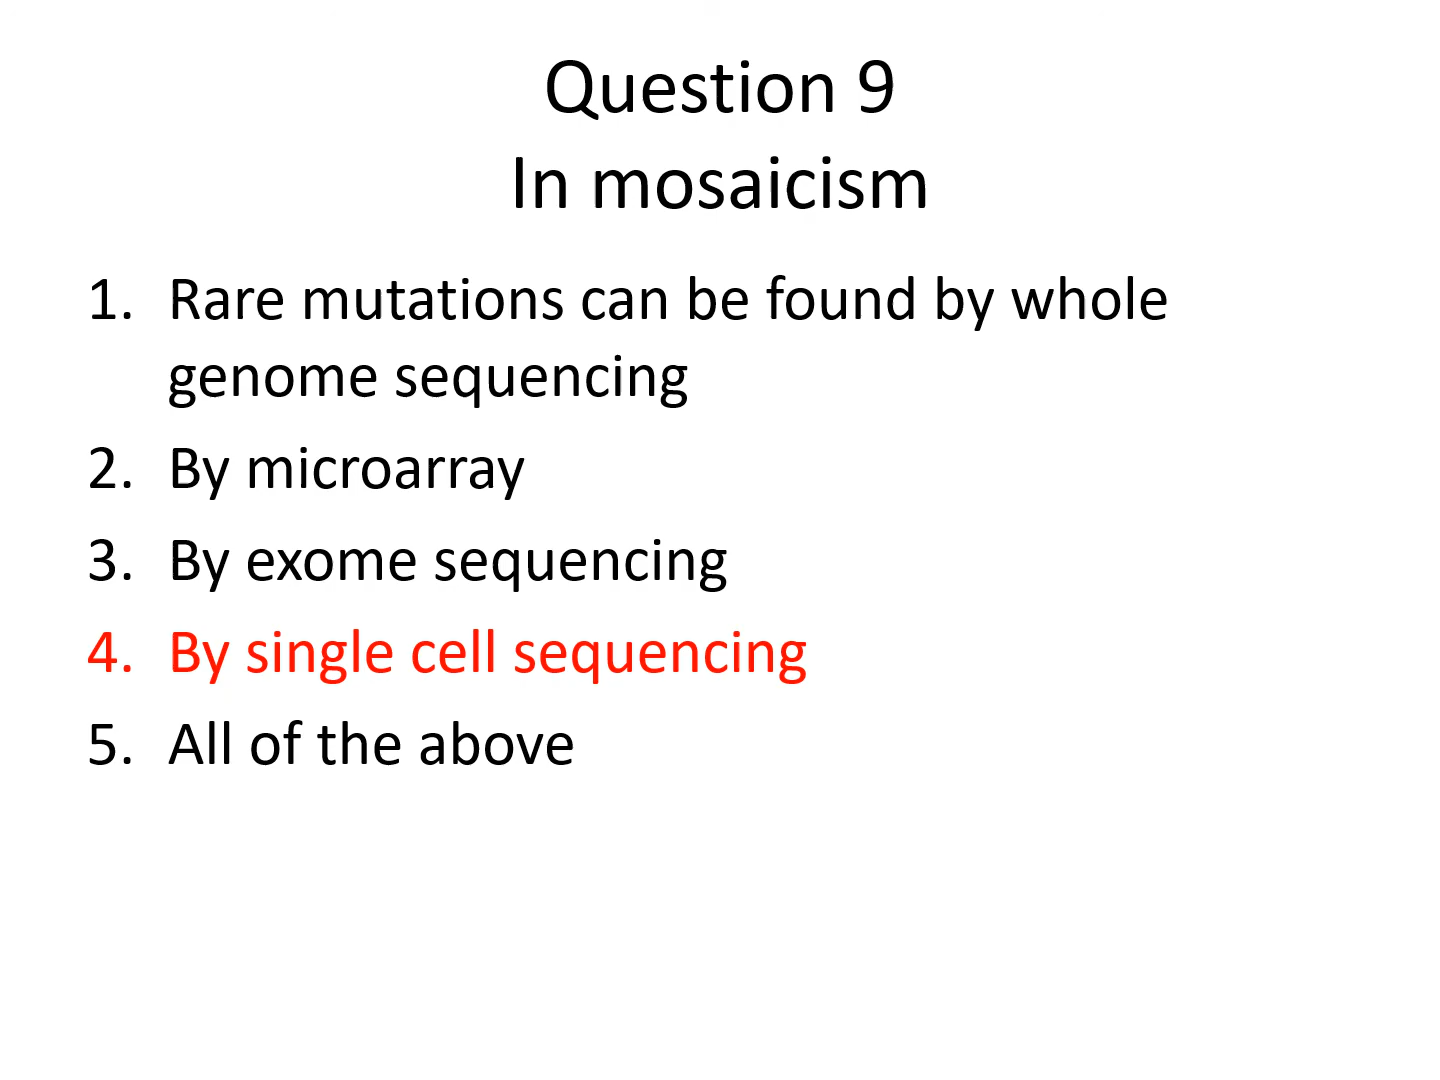 Question 9
In mosaicism
1. Rare mutations can be found by whole
genome sequencing
2. By microarray
3. By exome sequencing
4. By single cell sequencing
5. All of the above